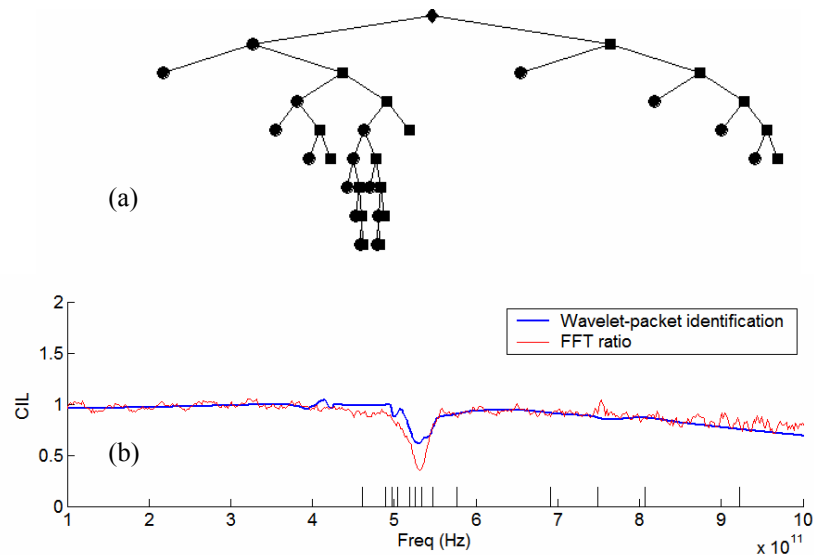 (a)
2
1.5
1
0.5
0
CIL
Wavelet-packet identification
FFT ratio
(b)
1 2 3 4 5 6 7 8 9 10
Freq (Hz)
x 10^11